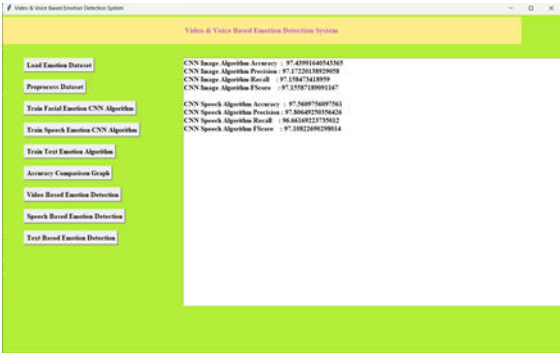 Video & Voice Based Emotion Detection System
Video & Voice Based Emotion Detection System
Load Emotion Dataset
Preprocess Dataset
Train Facial Emotion CNN Algorithm
Train Speech Emotion CNN Algorithm
Train Text Emotion Algorithm
Accuracy Comparison Graph
Video Based Emotion Detection
Speech Based Emotion Detection
Text Based Emotion Detection
CNN Image Algorithm Accuracy : 97.43991640543365
CNN Image Algorithm Precision : 97.17220138929058
CNN Image Algorithm Recall : 97.158473418959
CNN Image Algorithm FScore : 97.15587189091167
CNN Speech Algorithm Accuracy : 97.5609756097561
CNN Speech Algorithm Precision : 97.80649250356426
CNN Speech Algorithm Recall : 96.66169223735012
CNN Speech Algorithm FScore : 97.10822690298014